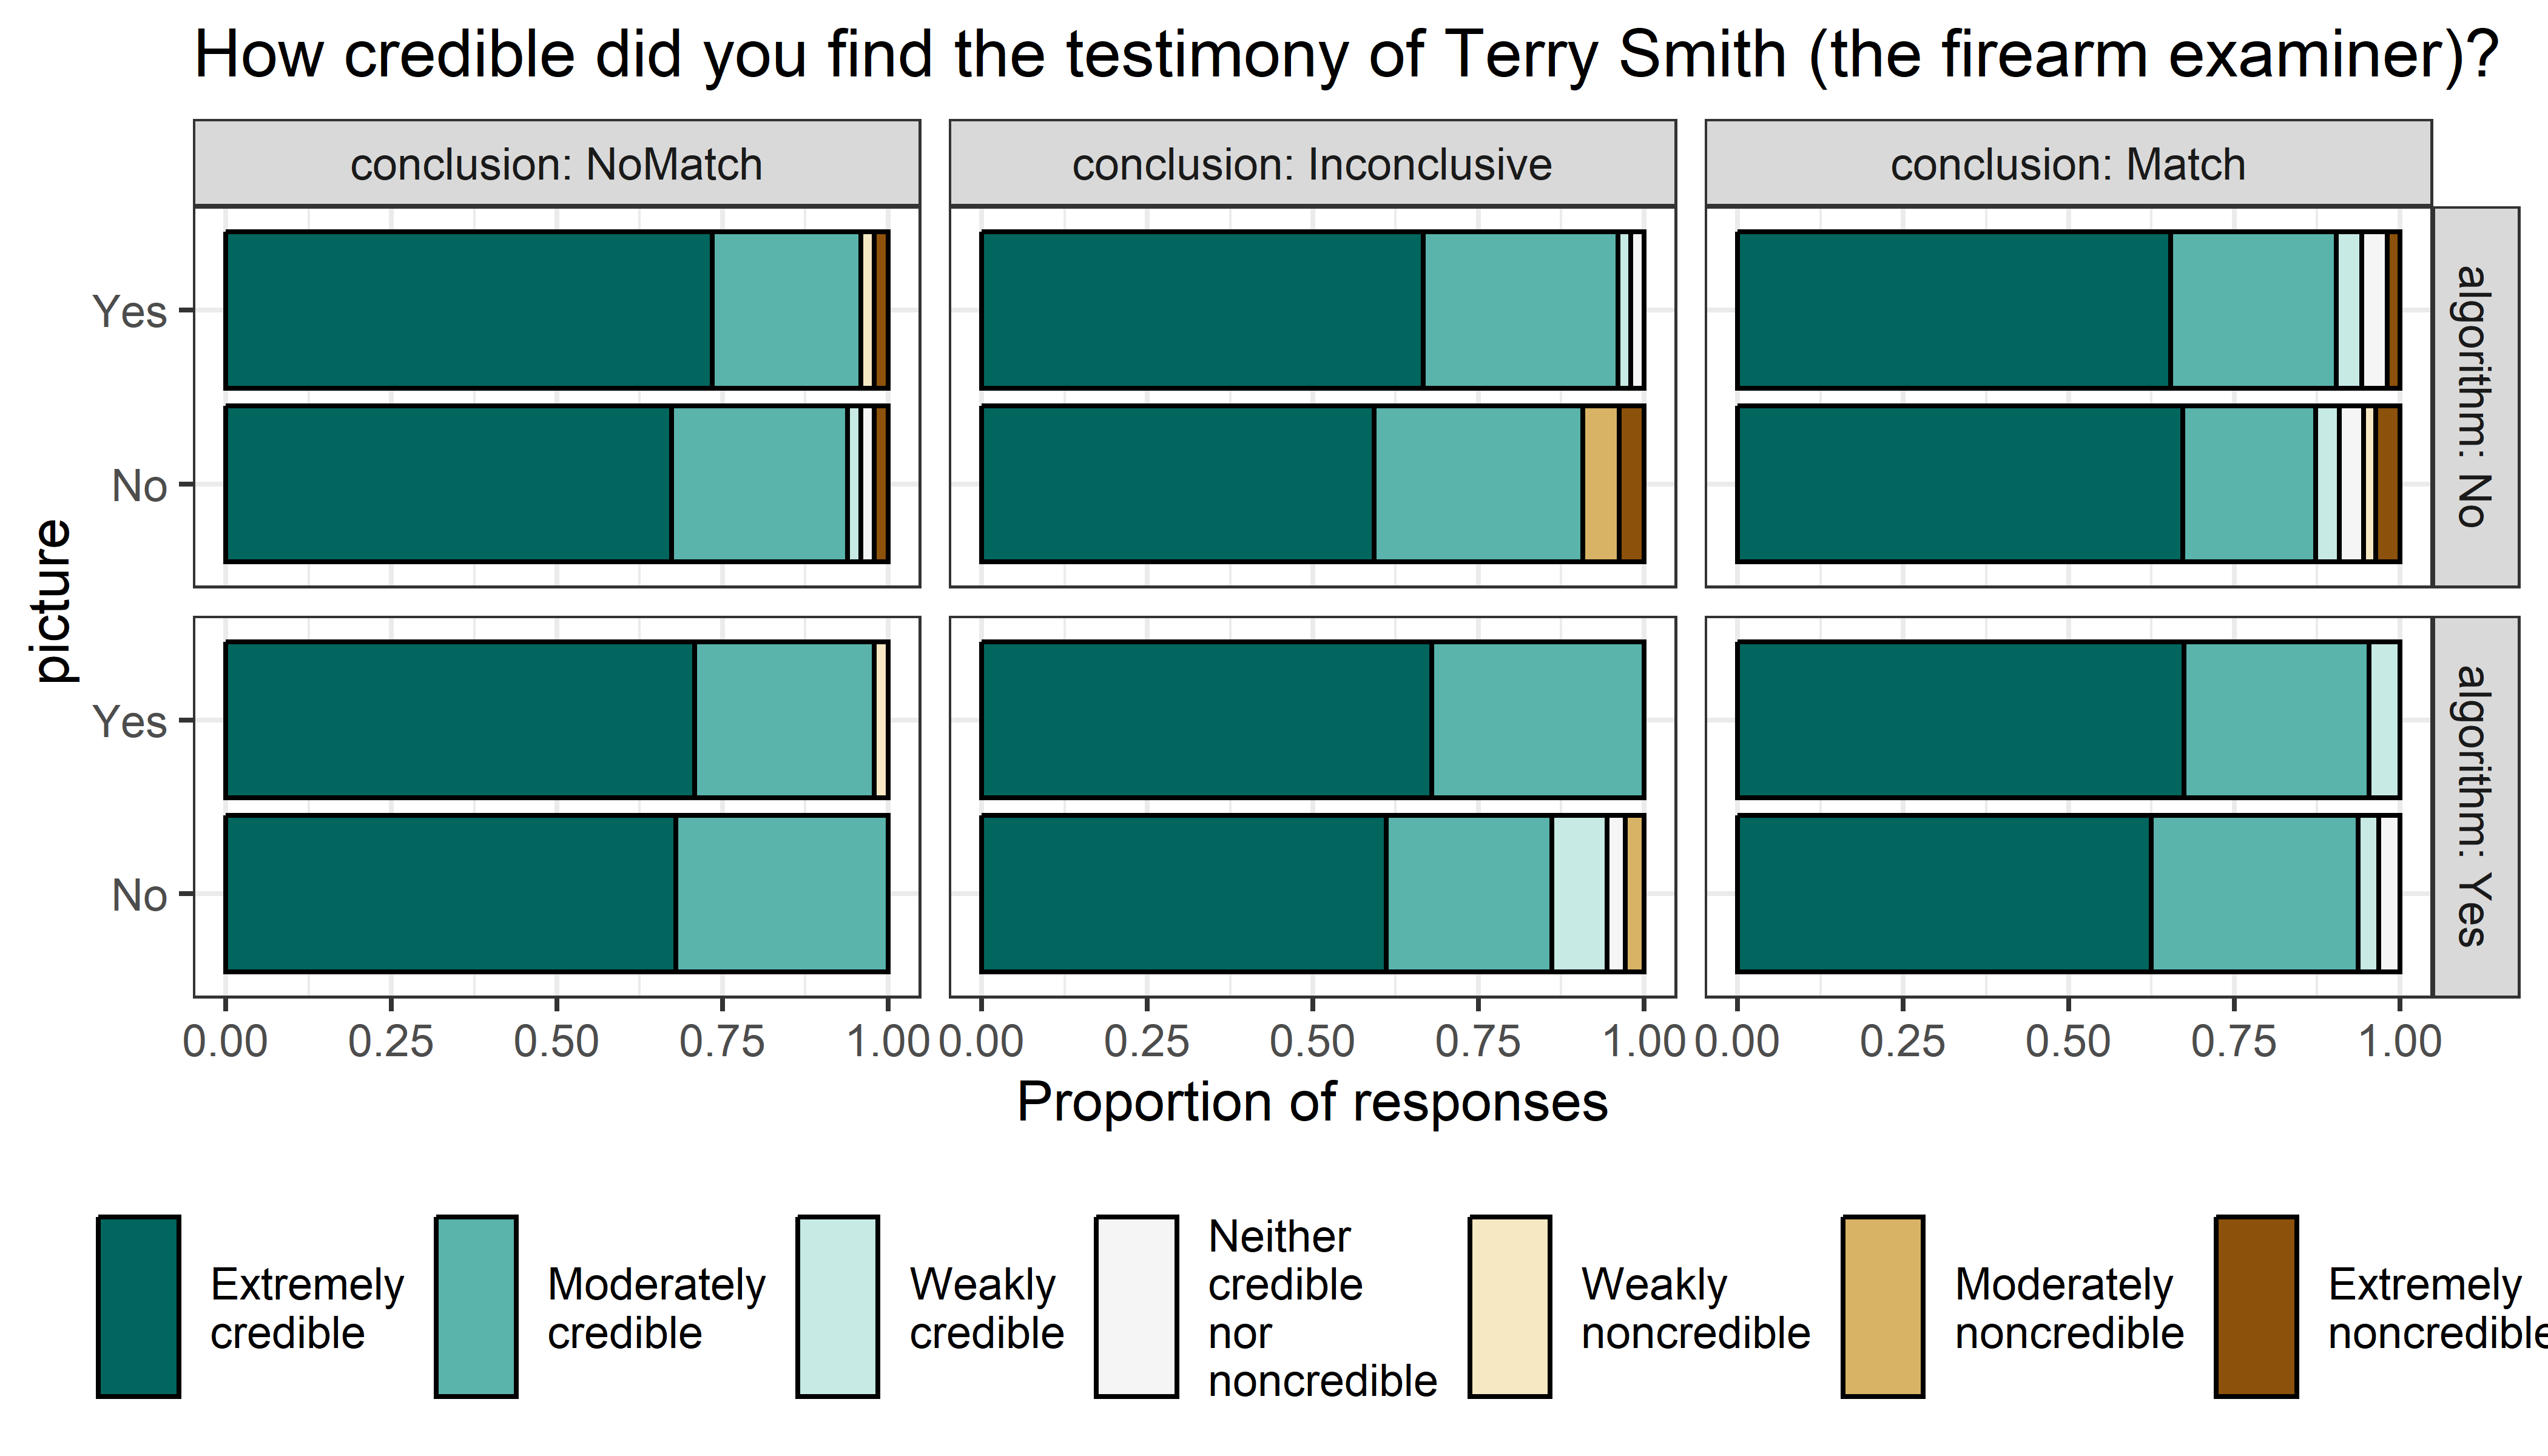 How credible did you find the testimony of Terry Smith (the firearm examiner)?
conclusion: NoMatch
conclusion: Inconclusive
conclusion: Match
Yes
No
algorithm: No
picture
Yes
No
algorithm: Yes
0.00 0.25 0.50 0.75 1.00
0.00 0.25 0.50 0.75 1.00
0.00 0.25 0.50 0.75 1.00
Proportion of responses
Extremely
credible
Moderately
credible
Weakly
credible
Neither
credible
nor
noncredible
Weakly
noncredible
Moderately
noncredible
Extremely
noncredible